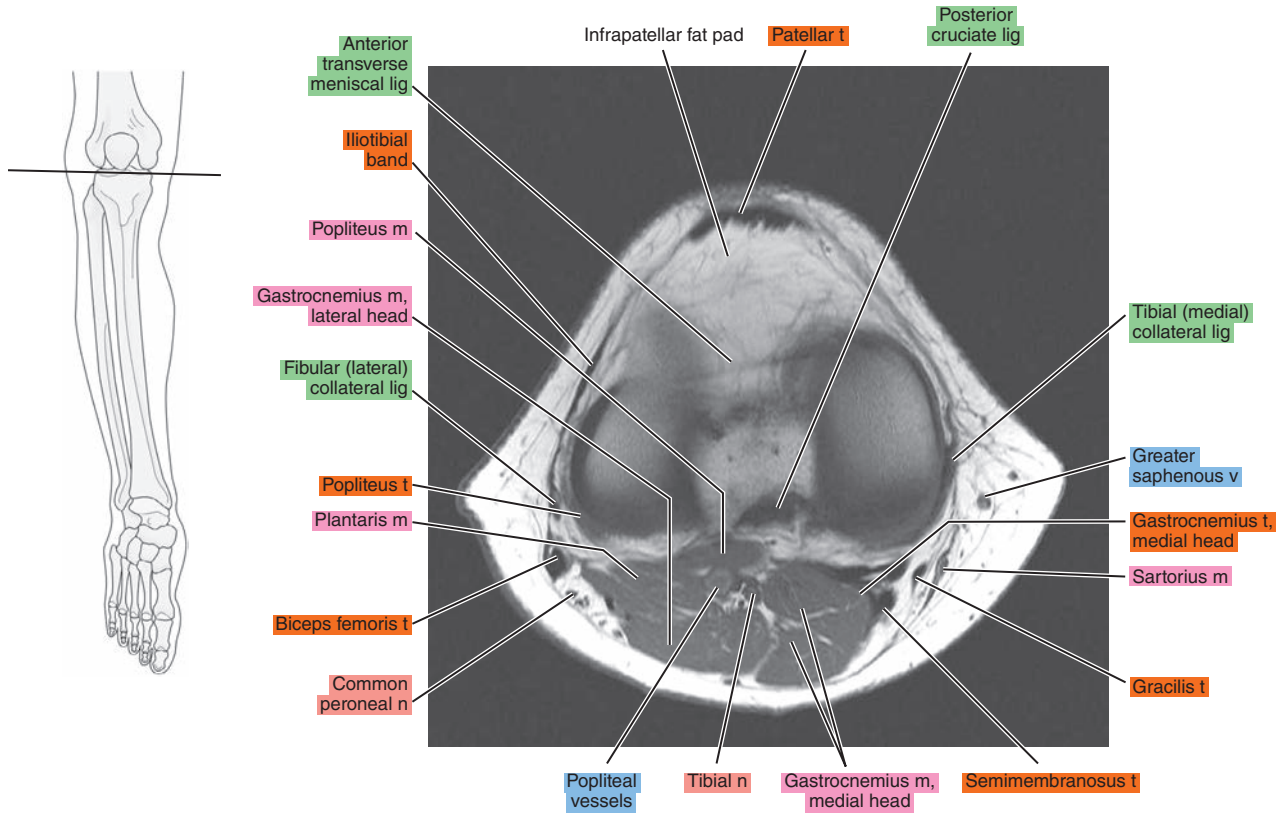 Infrapatellar fat pad
Patellar t
Posterior
cruciate lig
Anterior
transverse
meniscal lig
Iliotibial
band
Popliteus m
Gastrocnemius m,
lateral head
Fibular (lateral)
collateral lig
Popliteus t
Plantaris m
Biceps femoris t
Common
peroneal n
Tibial (medial)
collateral lig
Greater
saphenous v
Gastrocnemius t,
medial head
Sartorius m
Gracilis t
Popliteal
vessels
Tibial n
Gastrocnemius m,
medial head
Semimembranosus t